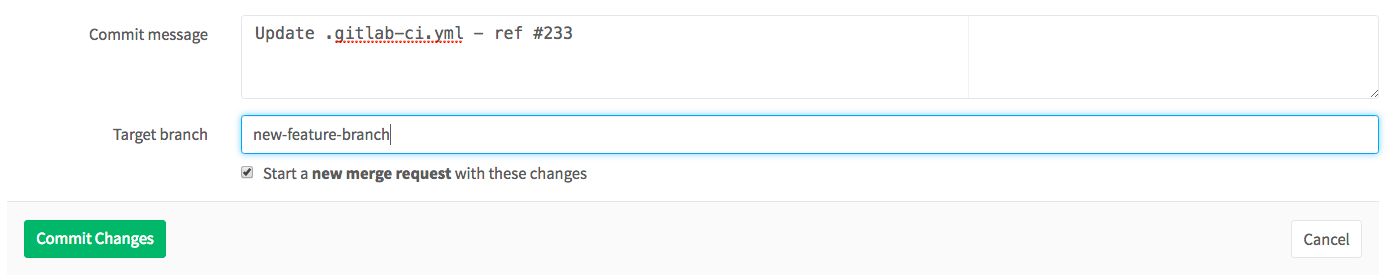 Commit message
Update .gitlab-ci.yml – ref #233
Target branch
new-feature-branch
Start a new merge request with these changes
Commit Changes
Cancel